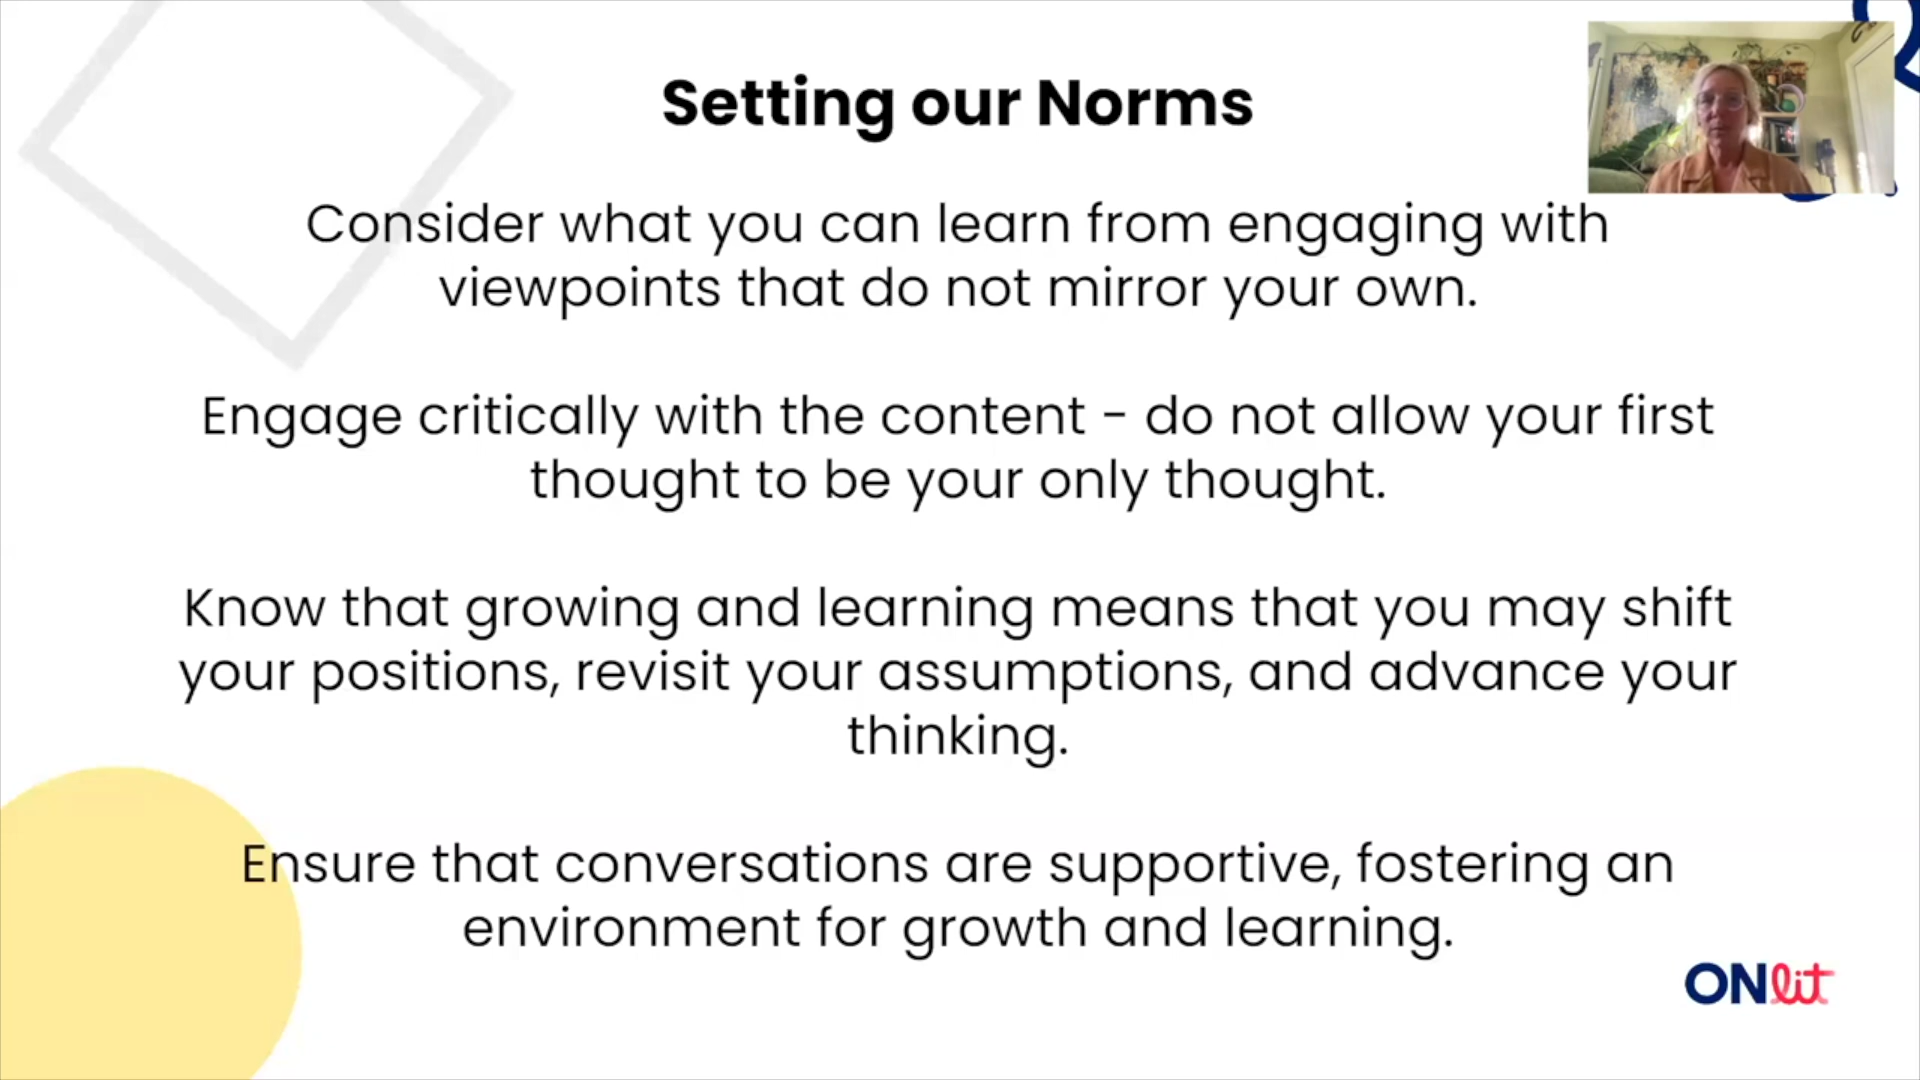 Setting our Norms
Consider what you can learn from engaging with
viewpoints that do not mirror your own.
Engage critically with the content - do not allow your first
thought to be your only thought.
Know that growing and learning means that you may shift
your positions, revisit your assumptions, and advance your
thinking.
Ensure that conversations are supportive, fostering an
environment for growth and learning.
ONlit